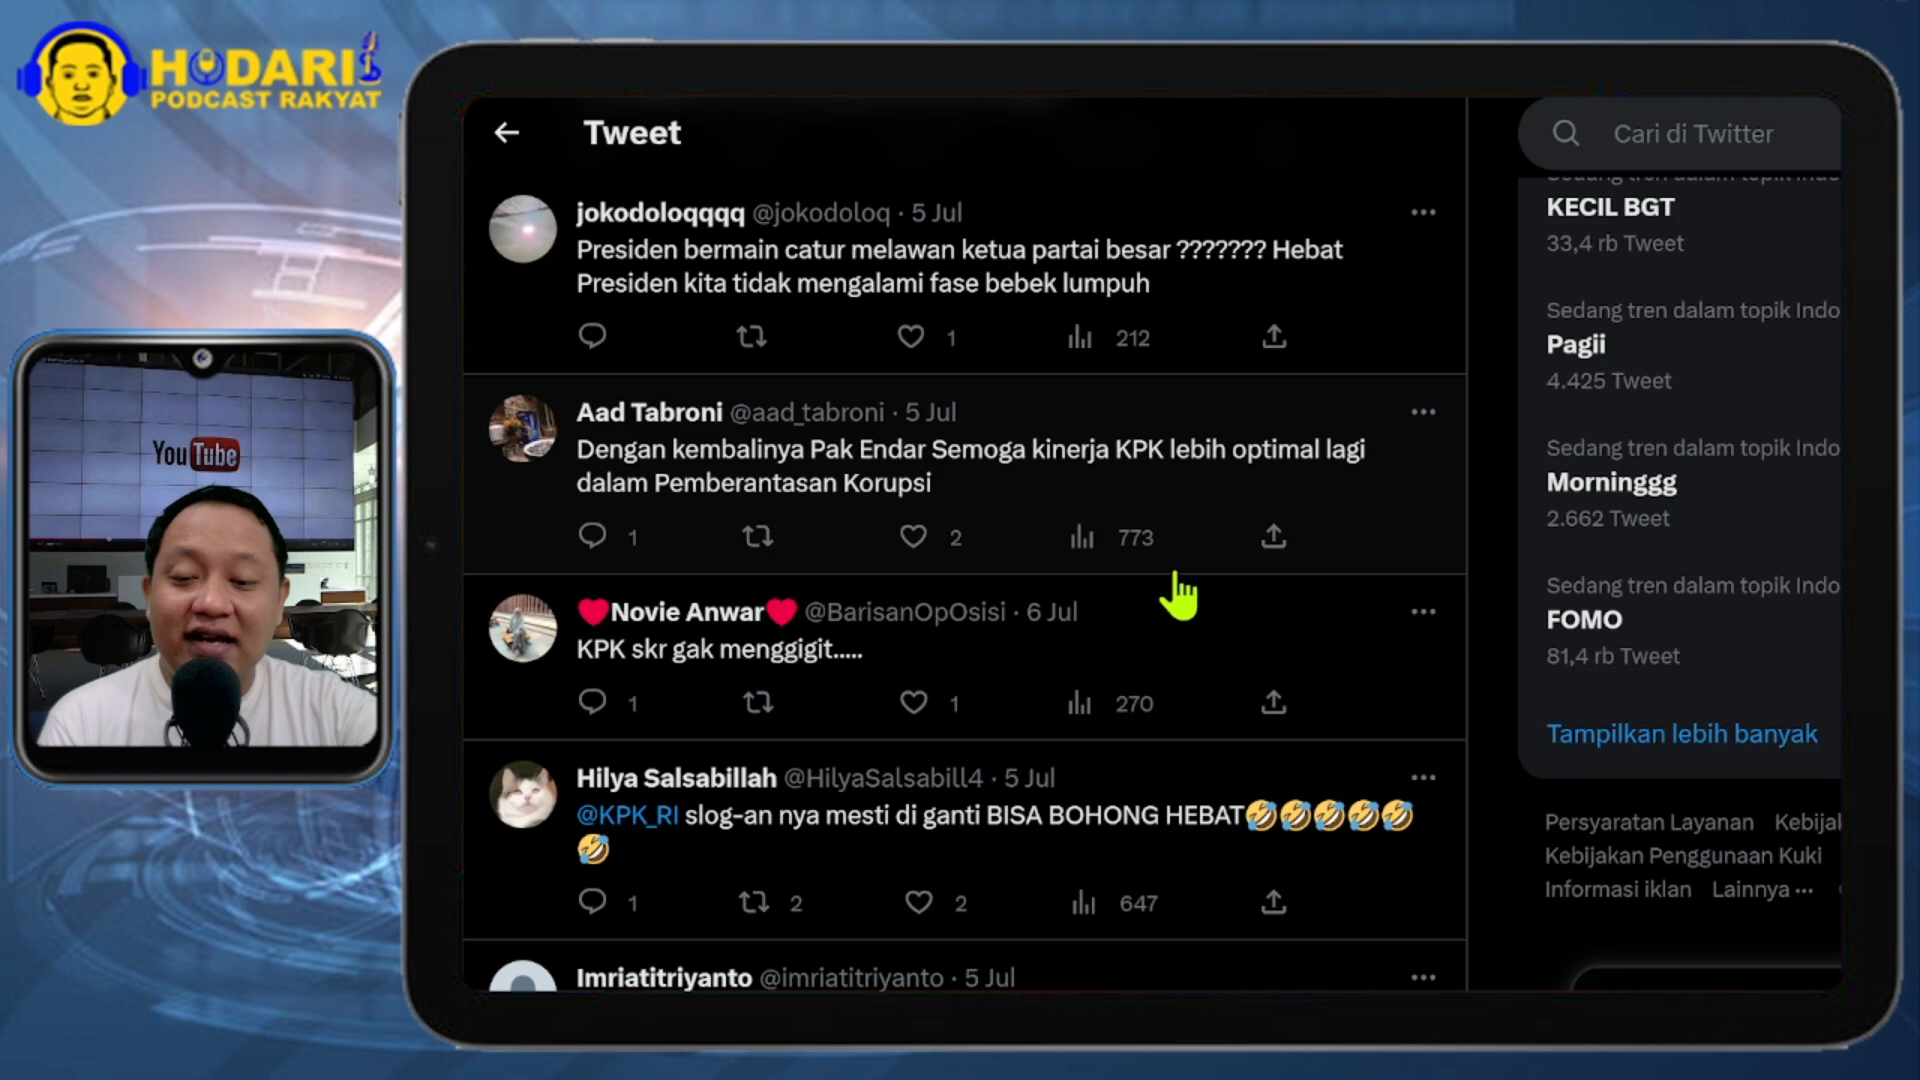 HODARI
PODCAST RAKYAT
YouTube
Tweet
jokodoloqqqq @jokodoloq · 5 Jul
Presiden bermain catur melawan ketua partai besar ??????? Hebat
Presiden kita tidak mengalami fase bebek lumpuh
1
212
Aad Tabroni @aad_tabroni · 5 Jul
Dengan kembalinya Pak Endar Semoga kinerja KPK lebih optimal lagi
dalam Pemberantasan Korupsi
1
2
773
❤️Novie Anwar❤️ @BarisanOpOsisi · 6 Jul
KPK skr gak menggigit.....
1
1
270
Hilya Salsabillah @HilyaSalsabill4 · 5 Jul
@KPK_RI slog-an nya mesti di ganti BISA BOHONG HEBAT🤣🤣🤣🤣🤣
🤣
1
2
2
647
Imriatitriyanto @imriatitriyanto · 5 Jul
Cari di Twitter
KECIL BGT
33,4 rb Tweet
Sedang tren dalam topik Indo
Pagii
4.425 Tweet
Sedang tren dalam topik Indo
Morninggg
2.662 Tweet
Sedang tren dalam topik Indo
FOMO
81,4 rb Tweet
Tampilkan lebih banyak
Persyaratan Layanan Kebijak
Kebijakan Penggunaan Kuki
Informasi iklan Lainnya ···